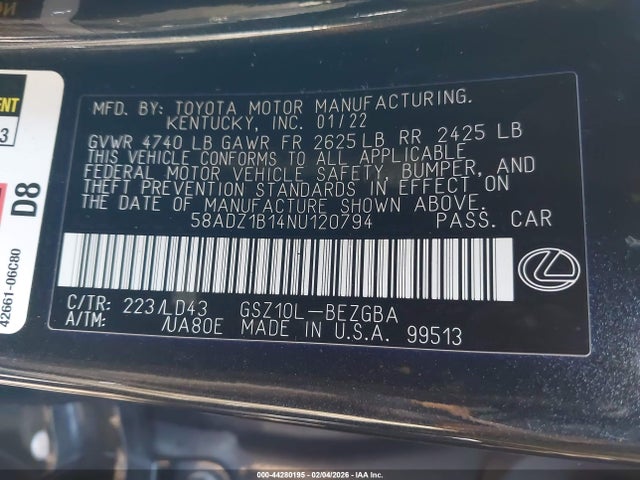 MFD. BY: TOYOTA MOTOR MANUFACTURING.
KENTUCKY, INC. 01/22
GVWR 4740 LB GAWR FR 2625 LB RR 2425 LB
THIS VEHICLE CONFORMS TO ALL APPLICABLE
FEDERAL MOTOR VEHICLE SAFETY, BUMPER, AND
THEFT PREVENTION STANDARDS IN EFFECT ON
THE DATE OF MANUFACTURE SHOWN ABOVE.
58ADZ1B14NU120794 PASS. CAR
C/TR: 223/LD43 GSZ10L-BEZGBA
A/TM: /UA80E MADE IN U.S.A. 99513
D8
42661-06C80
000-44280195 - 02/04/2026 - IAA Inc.